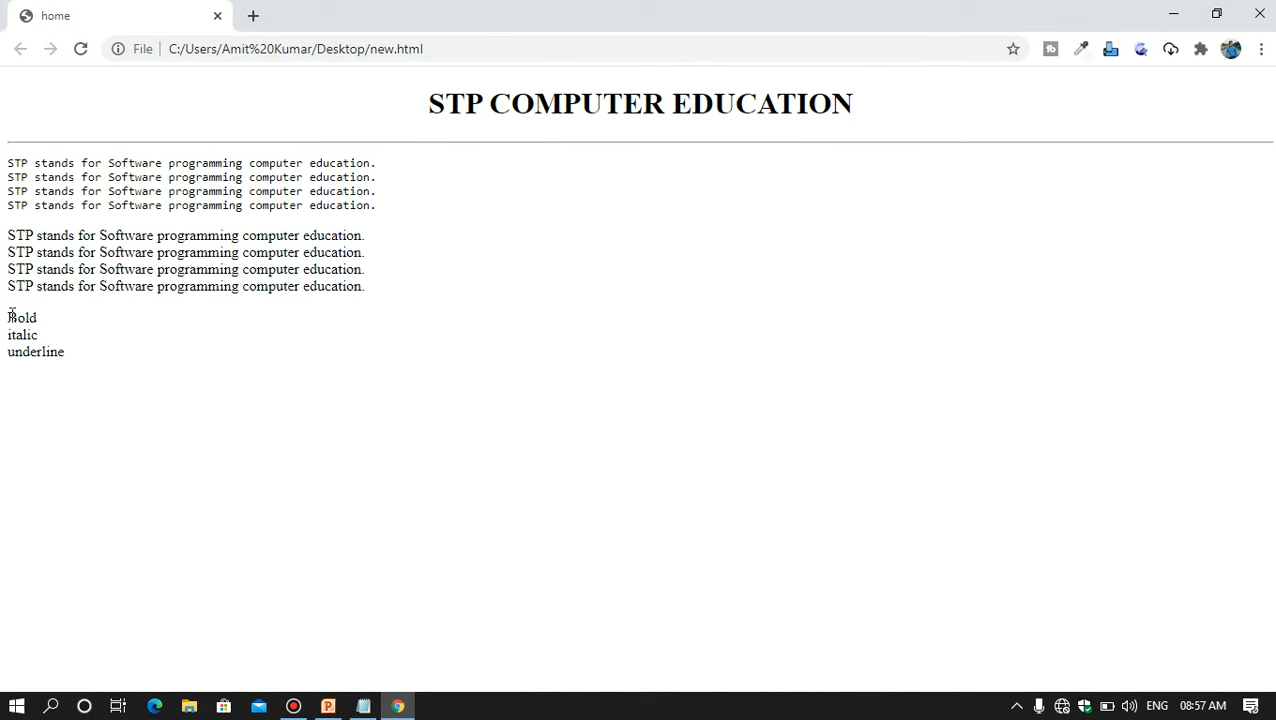 home
File
C:/Users/Amit%20Kumar/Desktop/new.html
STP COMPUTER EDUCATION
STP stands for Software programming computer education.
STP stands for Software programming computer education.
STP stands for Software programming computer education.
STP stands for Software programming computer education.
STP stands for Software programming computer education.
STP stands for Software programming computer education.
STP stands for Software programming computer education.
STP stands for Software programming computer education.
Bold
italic
underline
ENG
08:57 AM